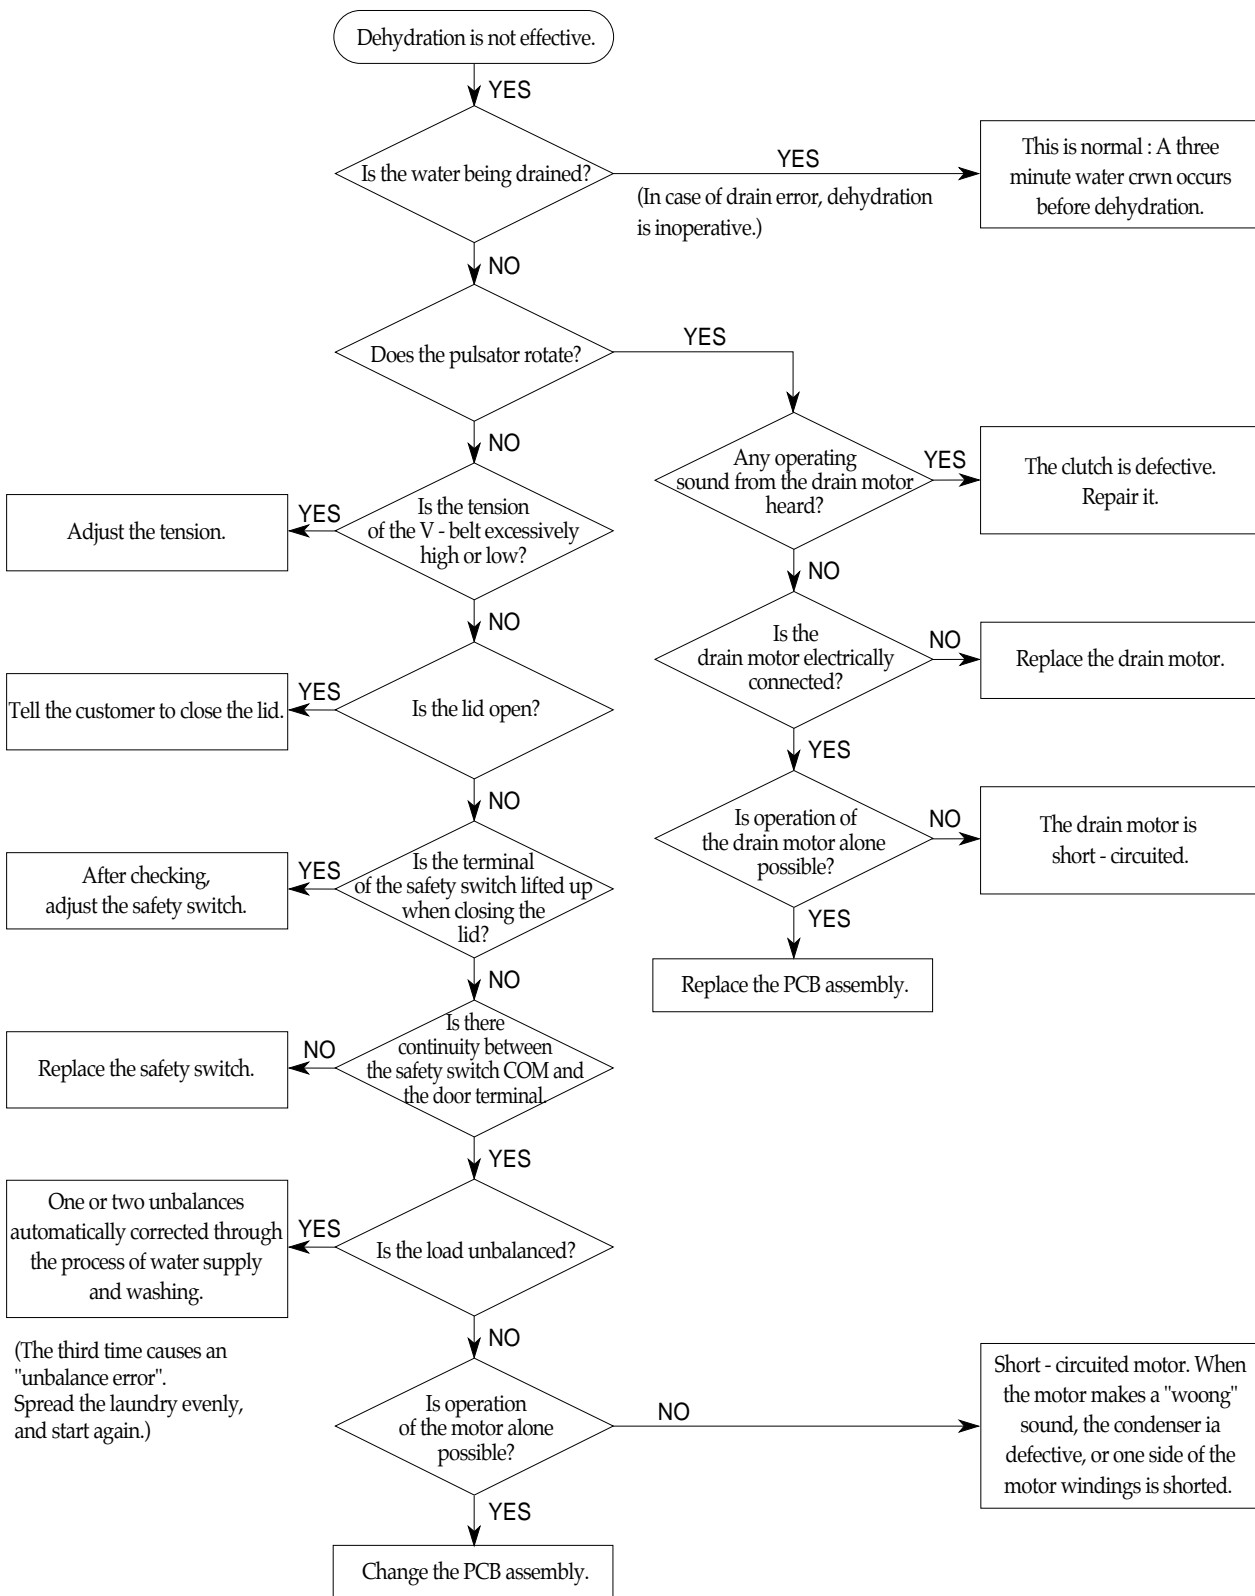 Dehydration is not effective.
YES
Is the water being drained?
YES
(In case of drain error, dehydration
is inoperative.)
This is normal : A three
minute water crwn occurs
before dehydration.
NO
Does the pulsator rotate?
YES
NO
Any operating
sound from the drain motor
heard?
YES
The clutch is defective.
Repair it.
Is the tension
of the V - belt excessively
high or low?
YES
Adjust the tension.
NO
NO
Is the
drain motor electrically
connected?
NO
Replace the drain motor.
Is the lid open?
YES
Tell the customer to close the lid.
YES
NO
Is operation of
the drain motor alone
possible?
NO
The drain motor is
short - circuited.
Is the terminal
of the safety switch lifted up
when closing the
lid?
YES
After checking,
adjust the safety switch.
YES
Replace the PCB assembly.
NO
Is there
continuity between
the safety switch COM and
the door terminal.
NO
Replace the safety switch.
YES
Is the load unbalanced?
YES
One or two unbalances
automatically corrected through
the process of water supply
and washing.
(The third time causes an
"unbalance error".
Spread the laundry evenly,
and start again.)
NO
Is operation
of the motor alone
possible?
NO
Short - circuited motor. When
the motor makes a "woong"
sound, the condenser ia
defective, or one side of the
motor windings is shorted.
YES
Change the PCB assembly.